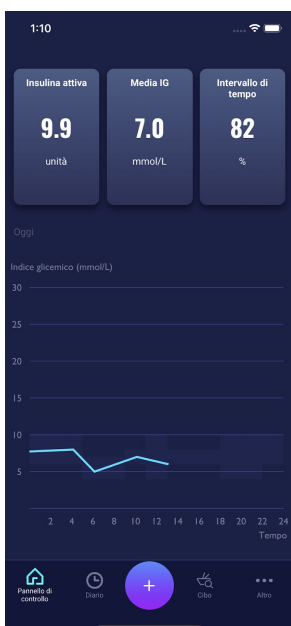 1:10
Insulina attiva
9.9
unità
Media IG
7.0
mmol/L
Intervallo di
tempo
82
%
Oggi
Indice glicemico (mmol/L)
30
25
20
15
10
5
2 4 6 8 10 12 14 16 18 20 22 24
Tempo
Pannello di
controllo
Diario
Cibo
Altro